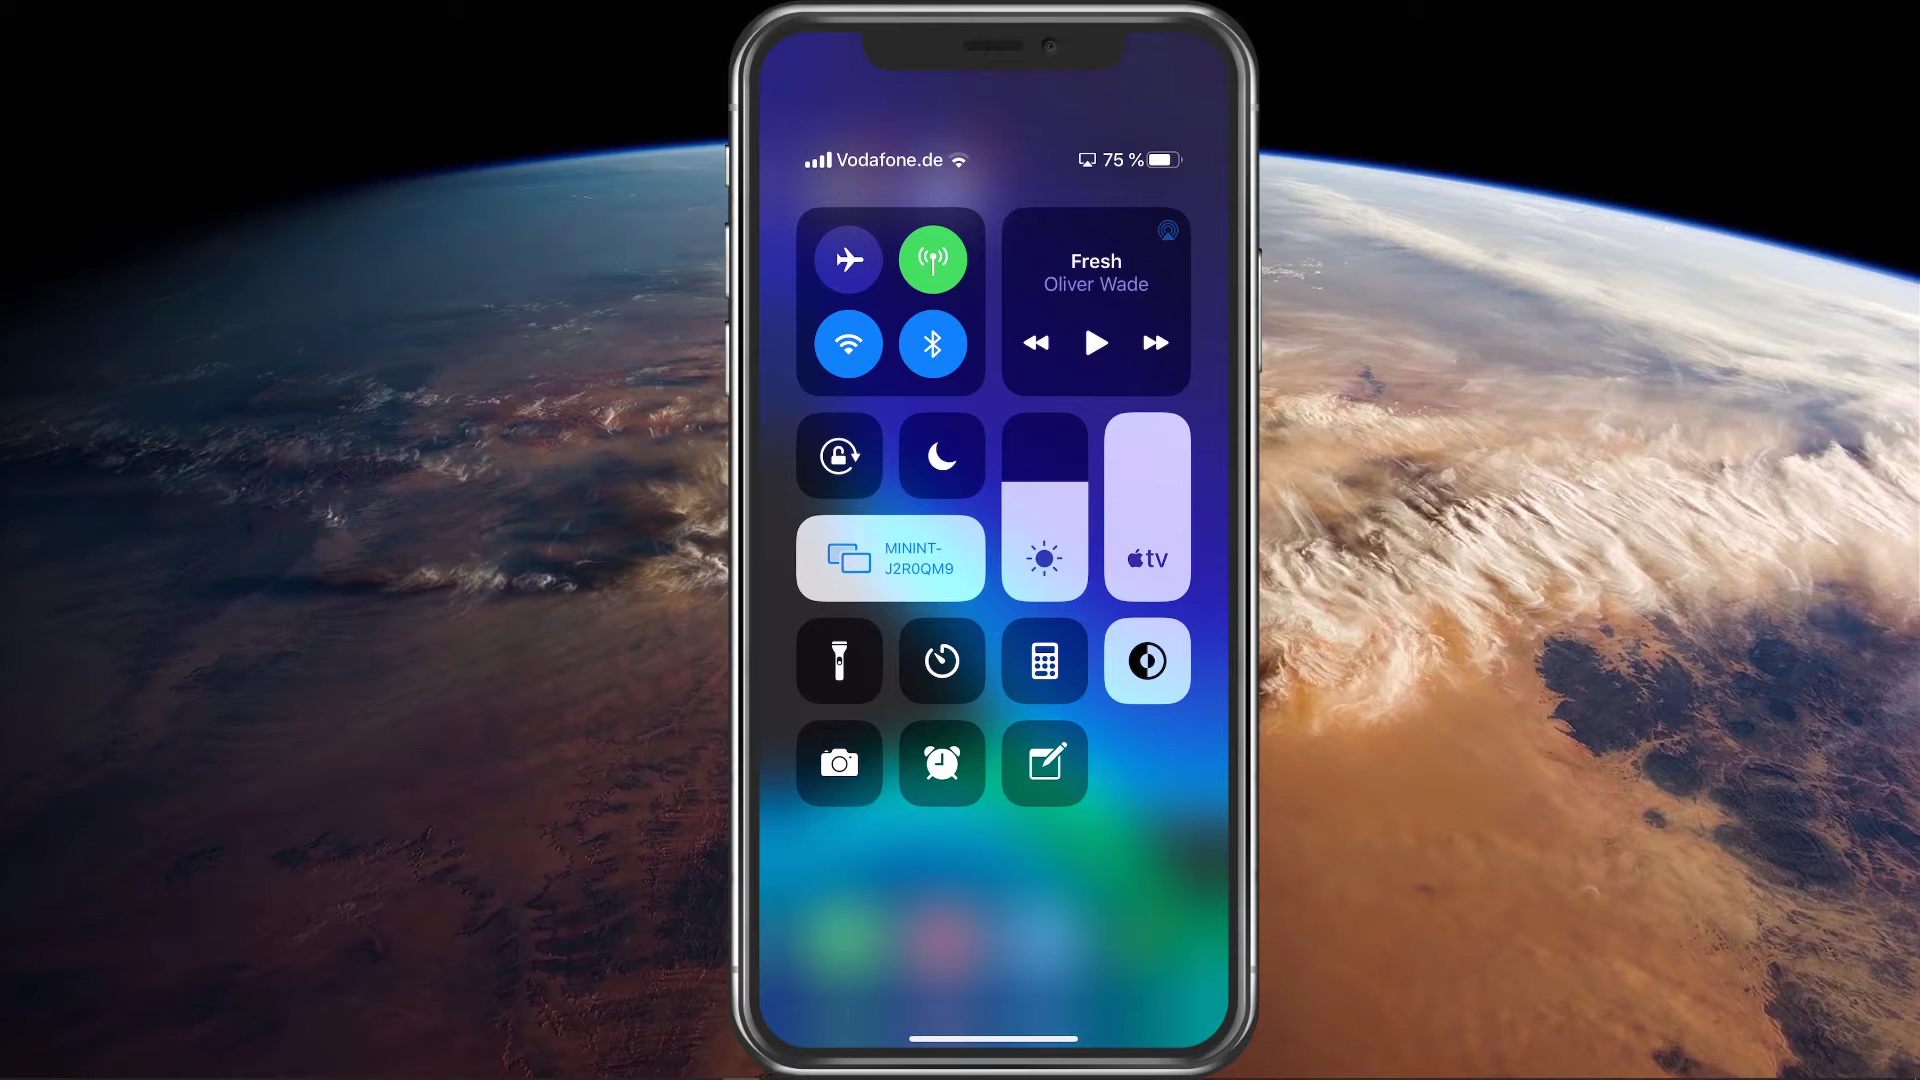 Vodafone.de
75 %
Fresh
Oliver Wade
MININT-
J2R0QM9
tv